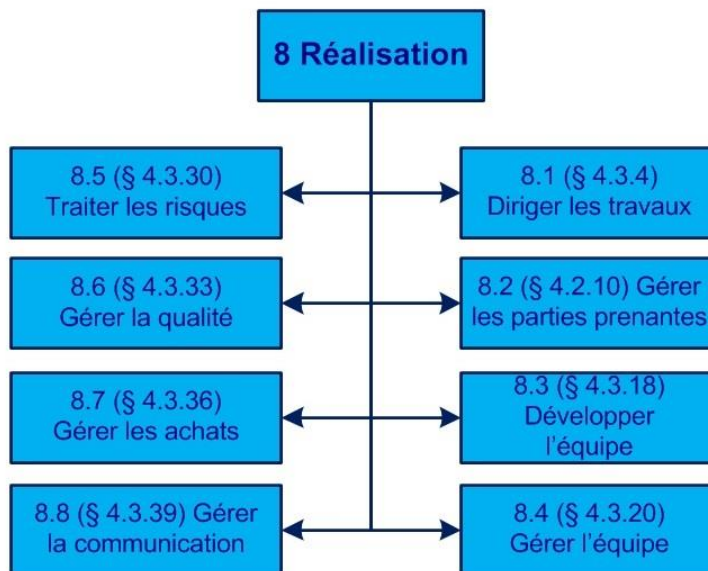 8 Réalisation
8.5 (§ 4.3.30)
Traiter les risques
8.1 (§ 4.3.4)
Diriger les travaux
8.6 (§ 4.3.33)
Gérer la qualité
8.2 (§ 4.2.10) Gérer
les parties prenantes
8.7 (§ 4.3.36)
Gérer les achats
8.3 (§ 4.3.18)
Développer
l'équipe
8.8 (§ 4.3.39) Gérer
la communication
8.4 (§ 4.3.20)
Gérer l'équipe